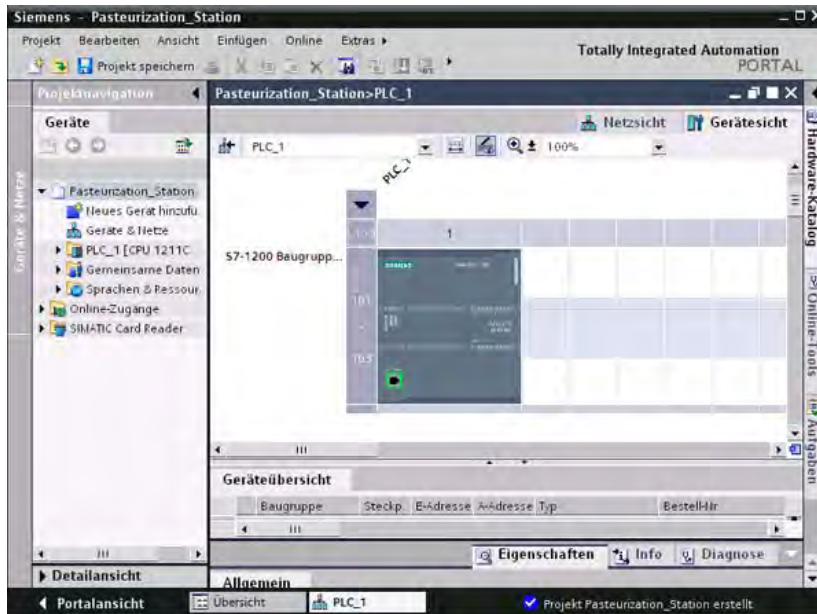 Siemens - Pasteurization_Station
Projekt Bearbeiten Ansicht Einfügen Online Extras
Totally Integrated Automation
PORTAL
Projekt speichern
Projektnavigation
Pasteurization_Station>PLC_1
Geräte
Netzsicht Gerätesicht
PLC_1 100%
PLC_1
Geräte & Netze
Pasteurization_Station
Neues Gerät hinzufu
Geräte & Netze
PLC_1 [CPU 1211C
Gemeinsame Daten
Sprachen & Ressour
Online-Zugänge
SIMATIC Card Reader
1
S7-1200 Baugrupp...
SIEMENS
101
103
Hardware-Katalog
Online-Tools
Aufgaben
Geräteübersicht
Baugruppe Steckp. E-Adresse A-Adresse Typ Bestell-Nr
Eigenschaften Info Diagnose
Detailansicht
Allgemein
Portalansicht Übersicht PLC_1 Projekt Pasteurization_Station erstellt